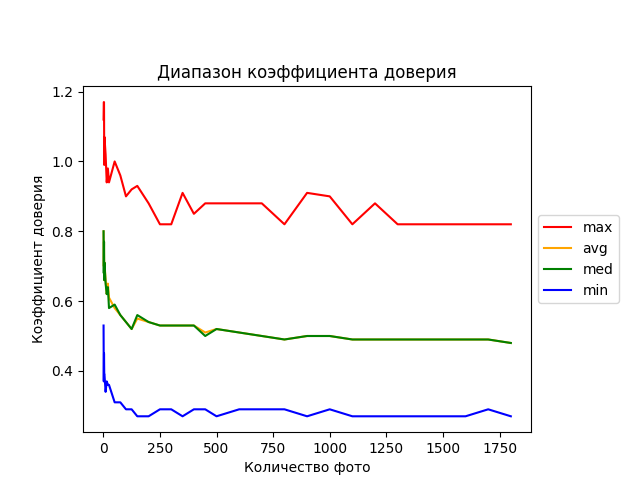 Диапазон коэффициента доверия
1.2
1.0
0.8
0.6
0.4
Коэффициент доверия
0 250 500 750 1000 1250 1500 1750
Количество фото
max
avg
med
min